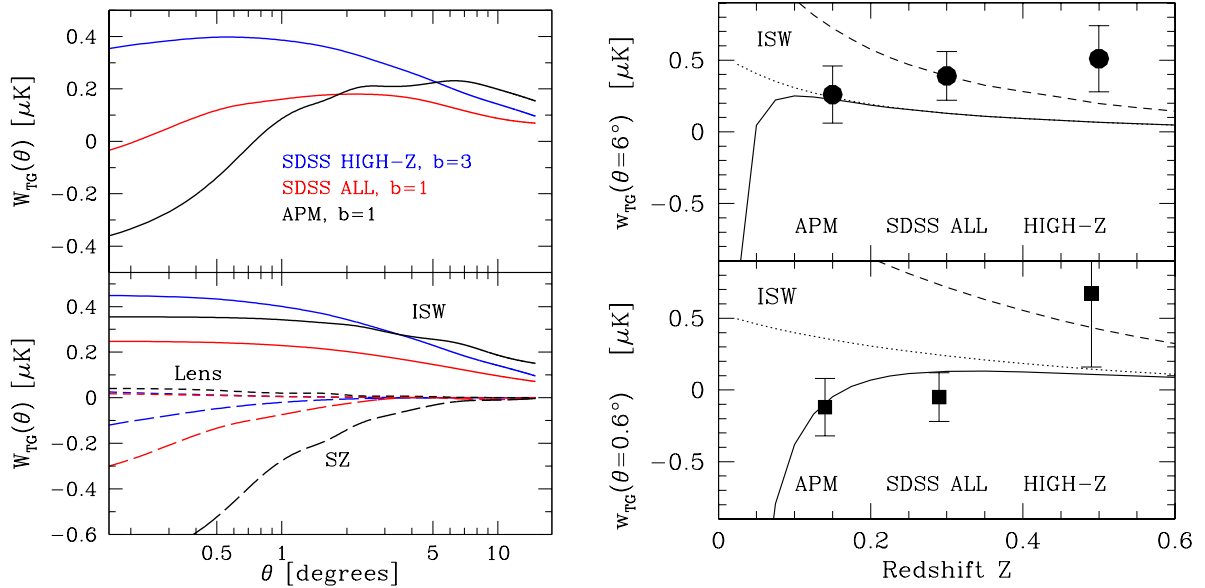 W_TG(θ) [μK]
0.4
0.2
0
−0.2
−0.4
SDSS HIGH−Z, b=3
SDSS ALL, b=1
APM, b=1
W_TG(θ) [μK]
0.4
0.2
0
−0.2
−0.4
−0.6
ISW
Lens
SZ
0.5
1
5
10
θ [degrees]
w_TG(θ=6°) [μK]
0.5
0
−0.5
ISW
APM
SDSS ALL
HIGH−Z
w_TG(θ=0.6°) [μK]
0.5
0
−0.5
ISW
APM
SDSS ALL
HIGH−Z
0
0.2
0.4
0.6
Redshift Z